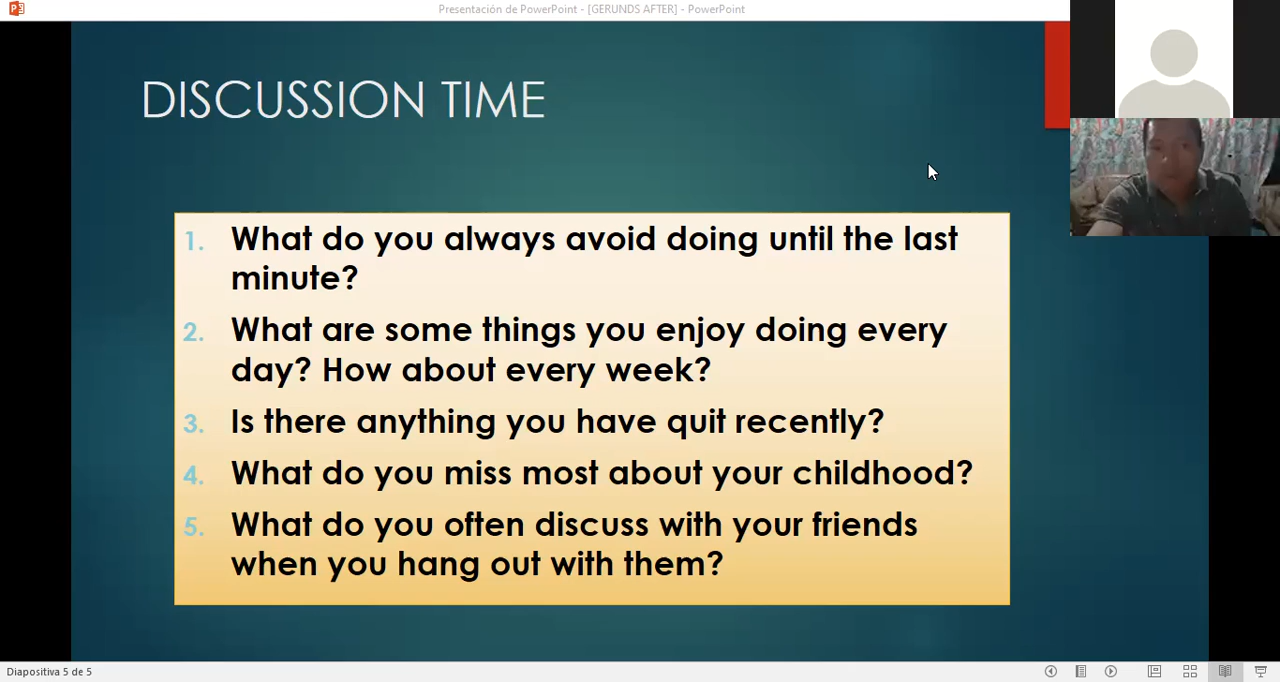 Presentación de PowerPoint - [GERUNDS AFTER] - PowerPoint
DISCUSSION TIME
1. What do you always avoid doing until the last
minute?
2. What are some things you enjoy doing every
day? How about every week?
3. Is there anything you have quit recently?
4. What do you miss most about your childhood?
5. What do you often discuss with your friends
when you hang out with them?
Diapositiva 5 de 5